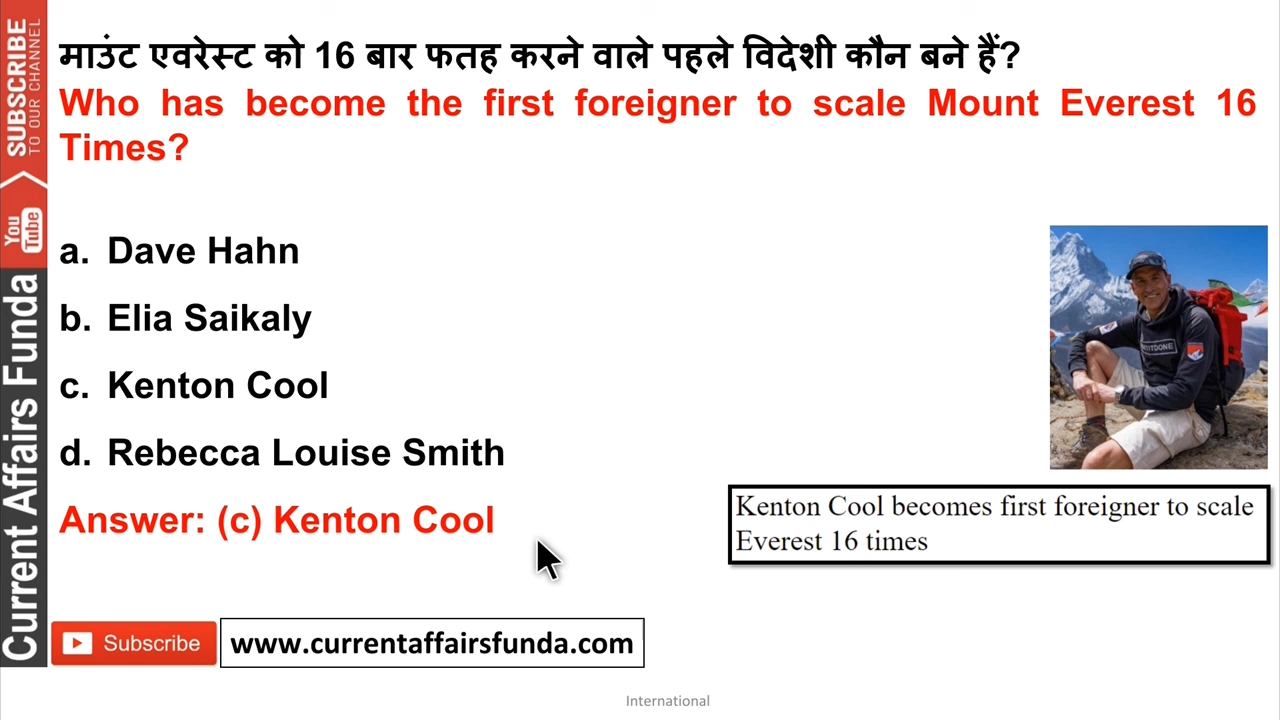 माउंट एवरेस्ट को 16 बार फतह करने वाले पहले विदेशी कौन बने हैं?
Who has become the first foreigner to scale Mount Everest 16
Times?
a. Dave Hahn
b. Elia Saikaly
c. Kenton Cool
d. Rebecca Louise Smith
Answer: (c) Kenton Cool
Kenton Cool becomes first foreigner to scale
Everest 16 times
Subscribe
www.currentaffairsfunda.com
International
SUBSCRIBE
TO OUR CHANNEL
You
Tube
Current Affairs Funda